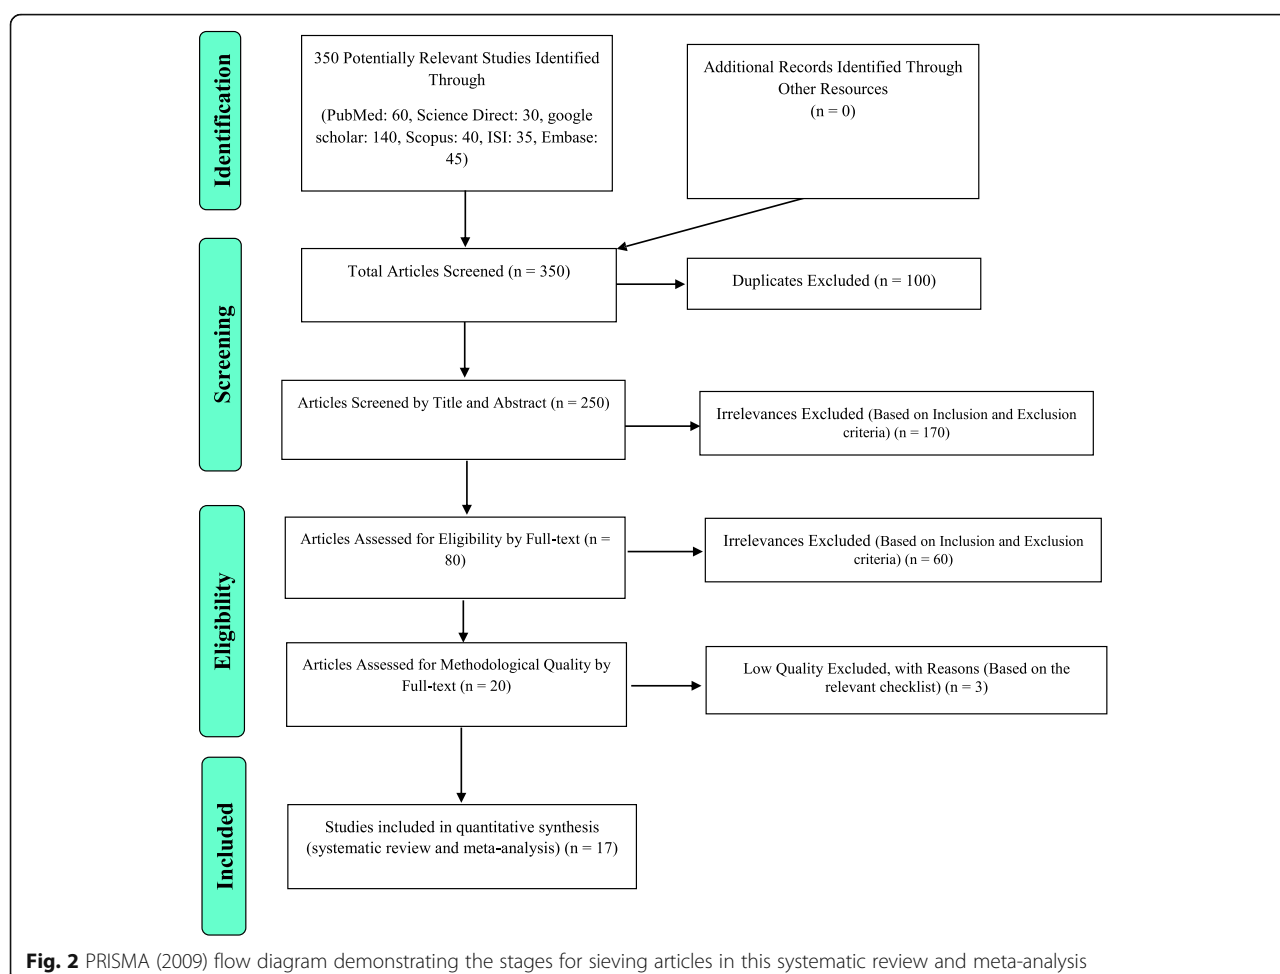 Identification
350 Potentially Relevant Studies Identified
Through
(PubMed: 60, Science Direct: 30, google
scholar: 140, Scopus: 40, ISI: 35, Embase:
45)
Additional Records Identified Through
Other Resources
(n = 0)
Screening
Total Articles Screened (n = 350)
Duplicates Excluded (n = 100)
Articles Screened by Title and Abstract (n = 250)
Irrelevances Excluded (Based on Inclusion and Exclusion
criteria) (n = 170)
Eligibility
Articles Assessed for Eligibility by Full-text (n =
80)
Irrelevances Excluded (Based on Inclusion and Exclusion
criteria) (n = 60)
Articles Assessed for Methodological Quality by
Full-text (n = 20)
Low Quality Excluded, with Reasons (Based on the
relevant checklist) (n = 3)
Included
Studies included in quantitative synthesis
(systematic review and meta-analysis) (n = 17)
Fig. 2 PRISMA (2009) flow diagram demonstrating the stages for sieving articles in this systematic review and meta-analysis